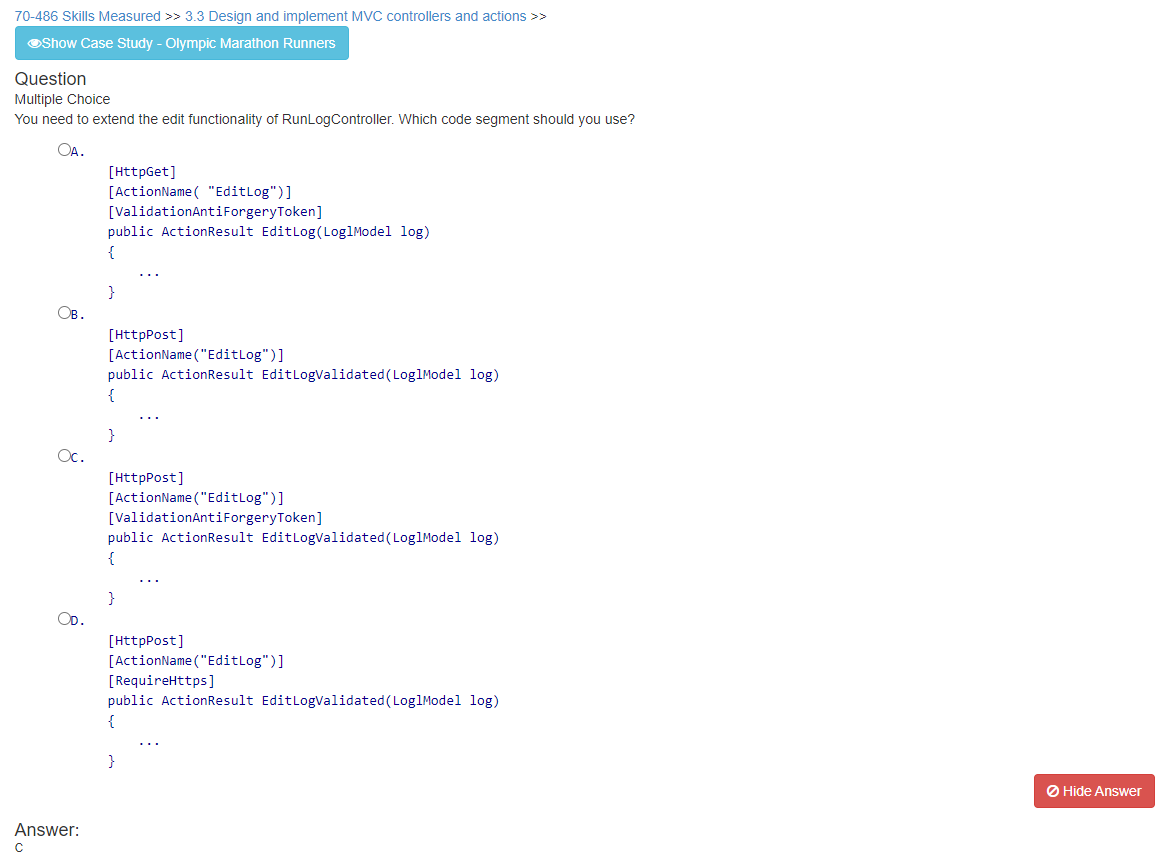 70-486 Skills Measured >> 3.3 Design and implement MVC controllers and actions >>
Show Case Study - Olympic Marathon Runners
Question
Multiple Choice
You need to extend the edit functionality of RunLogController. Which code segment should you use?
A.
[HttpGet]
[ActionName( "EditLog")]
[ValidationAntiForgeryToken]
public ActionResult EditLog(LoglModel log)
{
...
}
B.
[HttpPost]
[ActionName("EditLog")]
public ActionResult EditLogValidated(LoglModel log)
{
...
}
C.
[HttpPost]
[ActionName("EditLog")]
[ValidationAntiForgeryToken]
public ActionResult EditLogValidated(LoglModel log)
{
...
}
D.
[HttpPost]
[ActionName("EditLog")]
[RequireHttps]
public ActionResult EditLogValidated(LoglModel log)
{
...
}
Hide Answer
Answer:
C